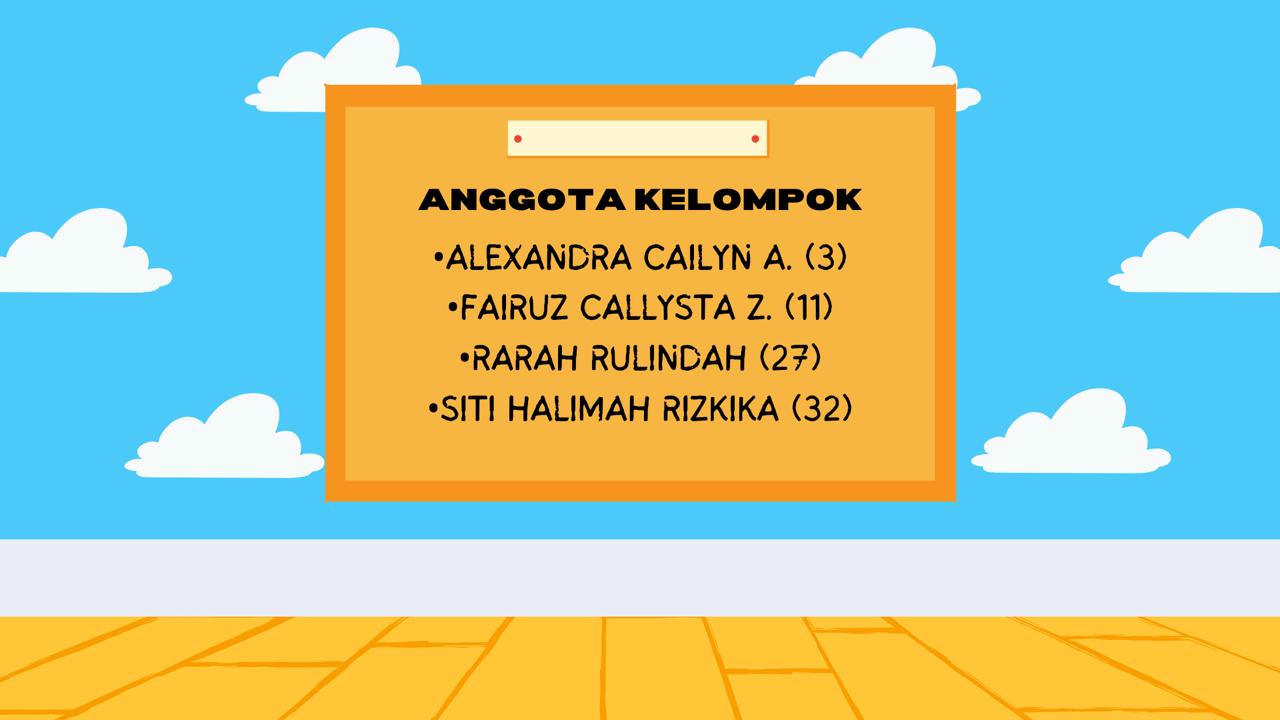 ANGGOTA KELOMPOK
•ALEXANDRA CAILYN A. (3)
•FAIRUZ CALLYSTA Z. (11)
•RARAH RULINDAH (27)
•SITI HALIMAH RIZKIKA (32)